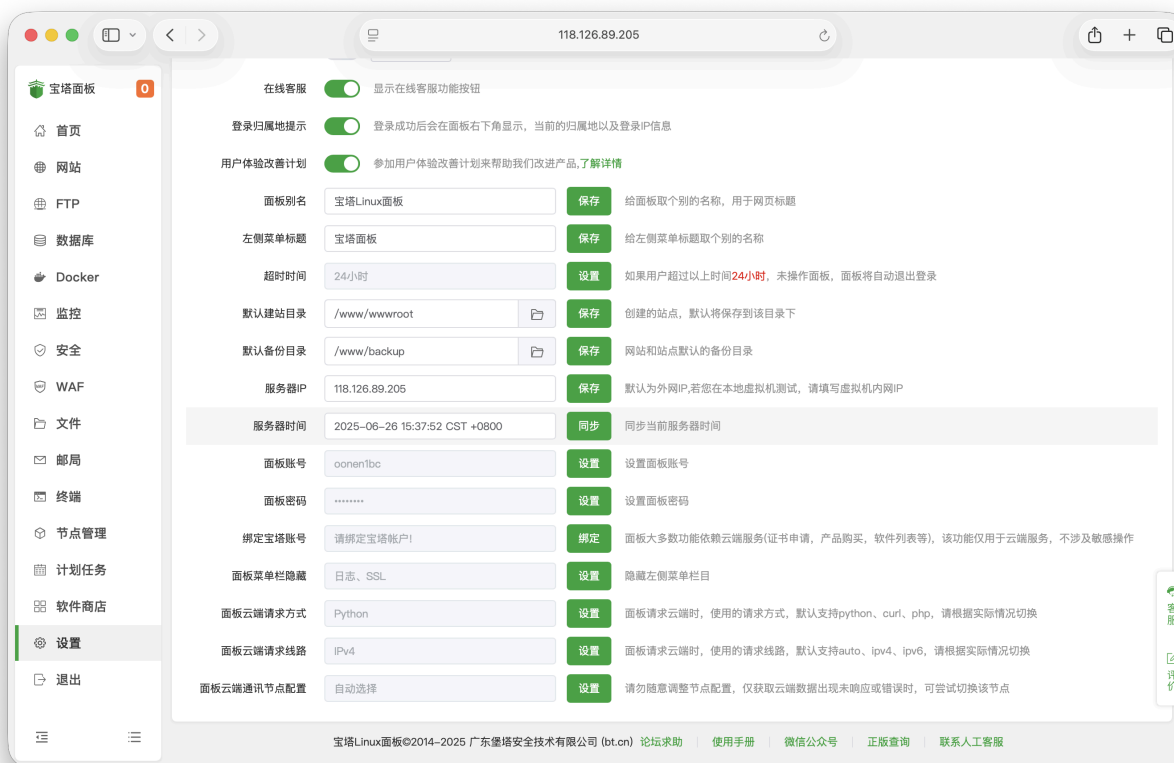 118.126.89.205
宝塔面板
0
首页
网站
FTP
数据库
Docker
监控
安全
WAF
文件
邮局
终端
节点管理
计划任务
软件商店
设置
退出
在线客服 显示在线客服功能按钮
登录归属地提示 登录成功后会在面板右下角显示，当前的归属地以及登录IP信息
用户体验改善计划 参加用户体验改善计划来帮助我们改进产品,了解详情
面板别名 宝塔Linux面板 保存 给面板取个别的名称，用于网页标题
左侧菜单标题 宝塔面板 保存 给左侧菜单标题取个别的名称
超时时间 24小时 设置 如果用户超过以上时间24小时，未操作面板，面板将自动退出登录
默认建站目录 /www/wwwroot 保存 创建的站点，默认将保存到该目录下
默认备份目录 /www/backup 保存 网站和站点默认的备份目录
服务器IP 118.126.89.205 保存 默认为外网IP,若您在本地虚拟机测试，请填写虚拟机内网IP
服务器时间 2025-06-26 15:37:52 CST +0800 同步 同步当前服务器时间
面板账号 oonen1bc 设置 设置面板账号
面板密码 •••••••• 设置 设置面板密码
绑定宝塔账号 请绑定宝塔帐户! 绑定 面板大多数功能依赖云端服务(证书申请，产品购买，软件列表等)，该功能仅用于云端服务，不涉及敏感操作
面板菜单栏隐藏 日志、SSL 设置 隐藏左侧菜单栏目
面板云端请求方式 Python 设置 面板请求云端时，使用的请求方式，默认支持python、curl、php，请根据实际情况切换
面板云端请求线路 IPv4 设置 面板请求云端时，使用的请求线路，默认支持auto、ipv4、ipv6，请根据实际情况切换
面板云端通讯节点配置 自动选择 设置 请勿随意调整节点配置，仅获取云端数据出现未响应或错误时，可尝试切换该节点
客服
评价
宝塔Linux面板©2014-2025 广东堡塔安全技术有限公司 (bt.cn) 论坛求助 使用手册 微信公众号 正版查询 联系人工客服